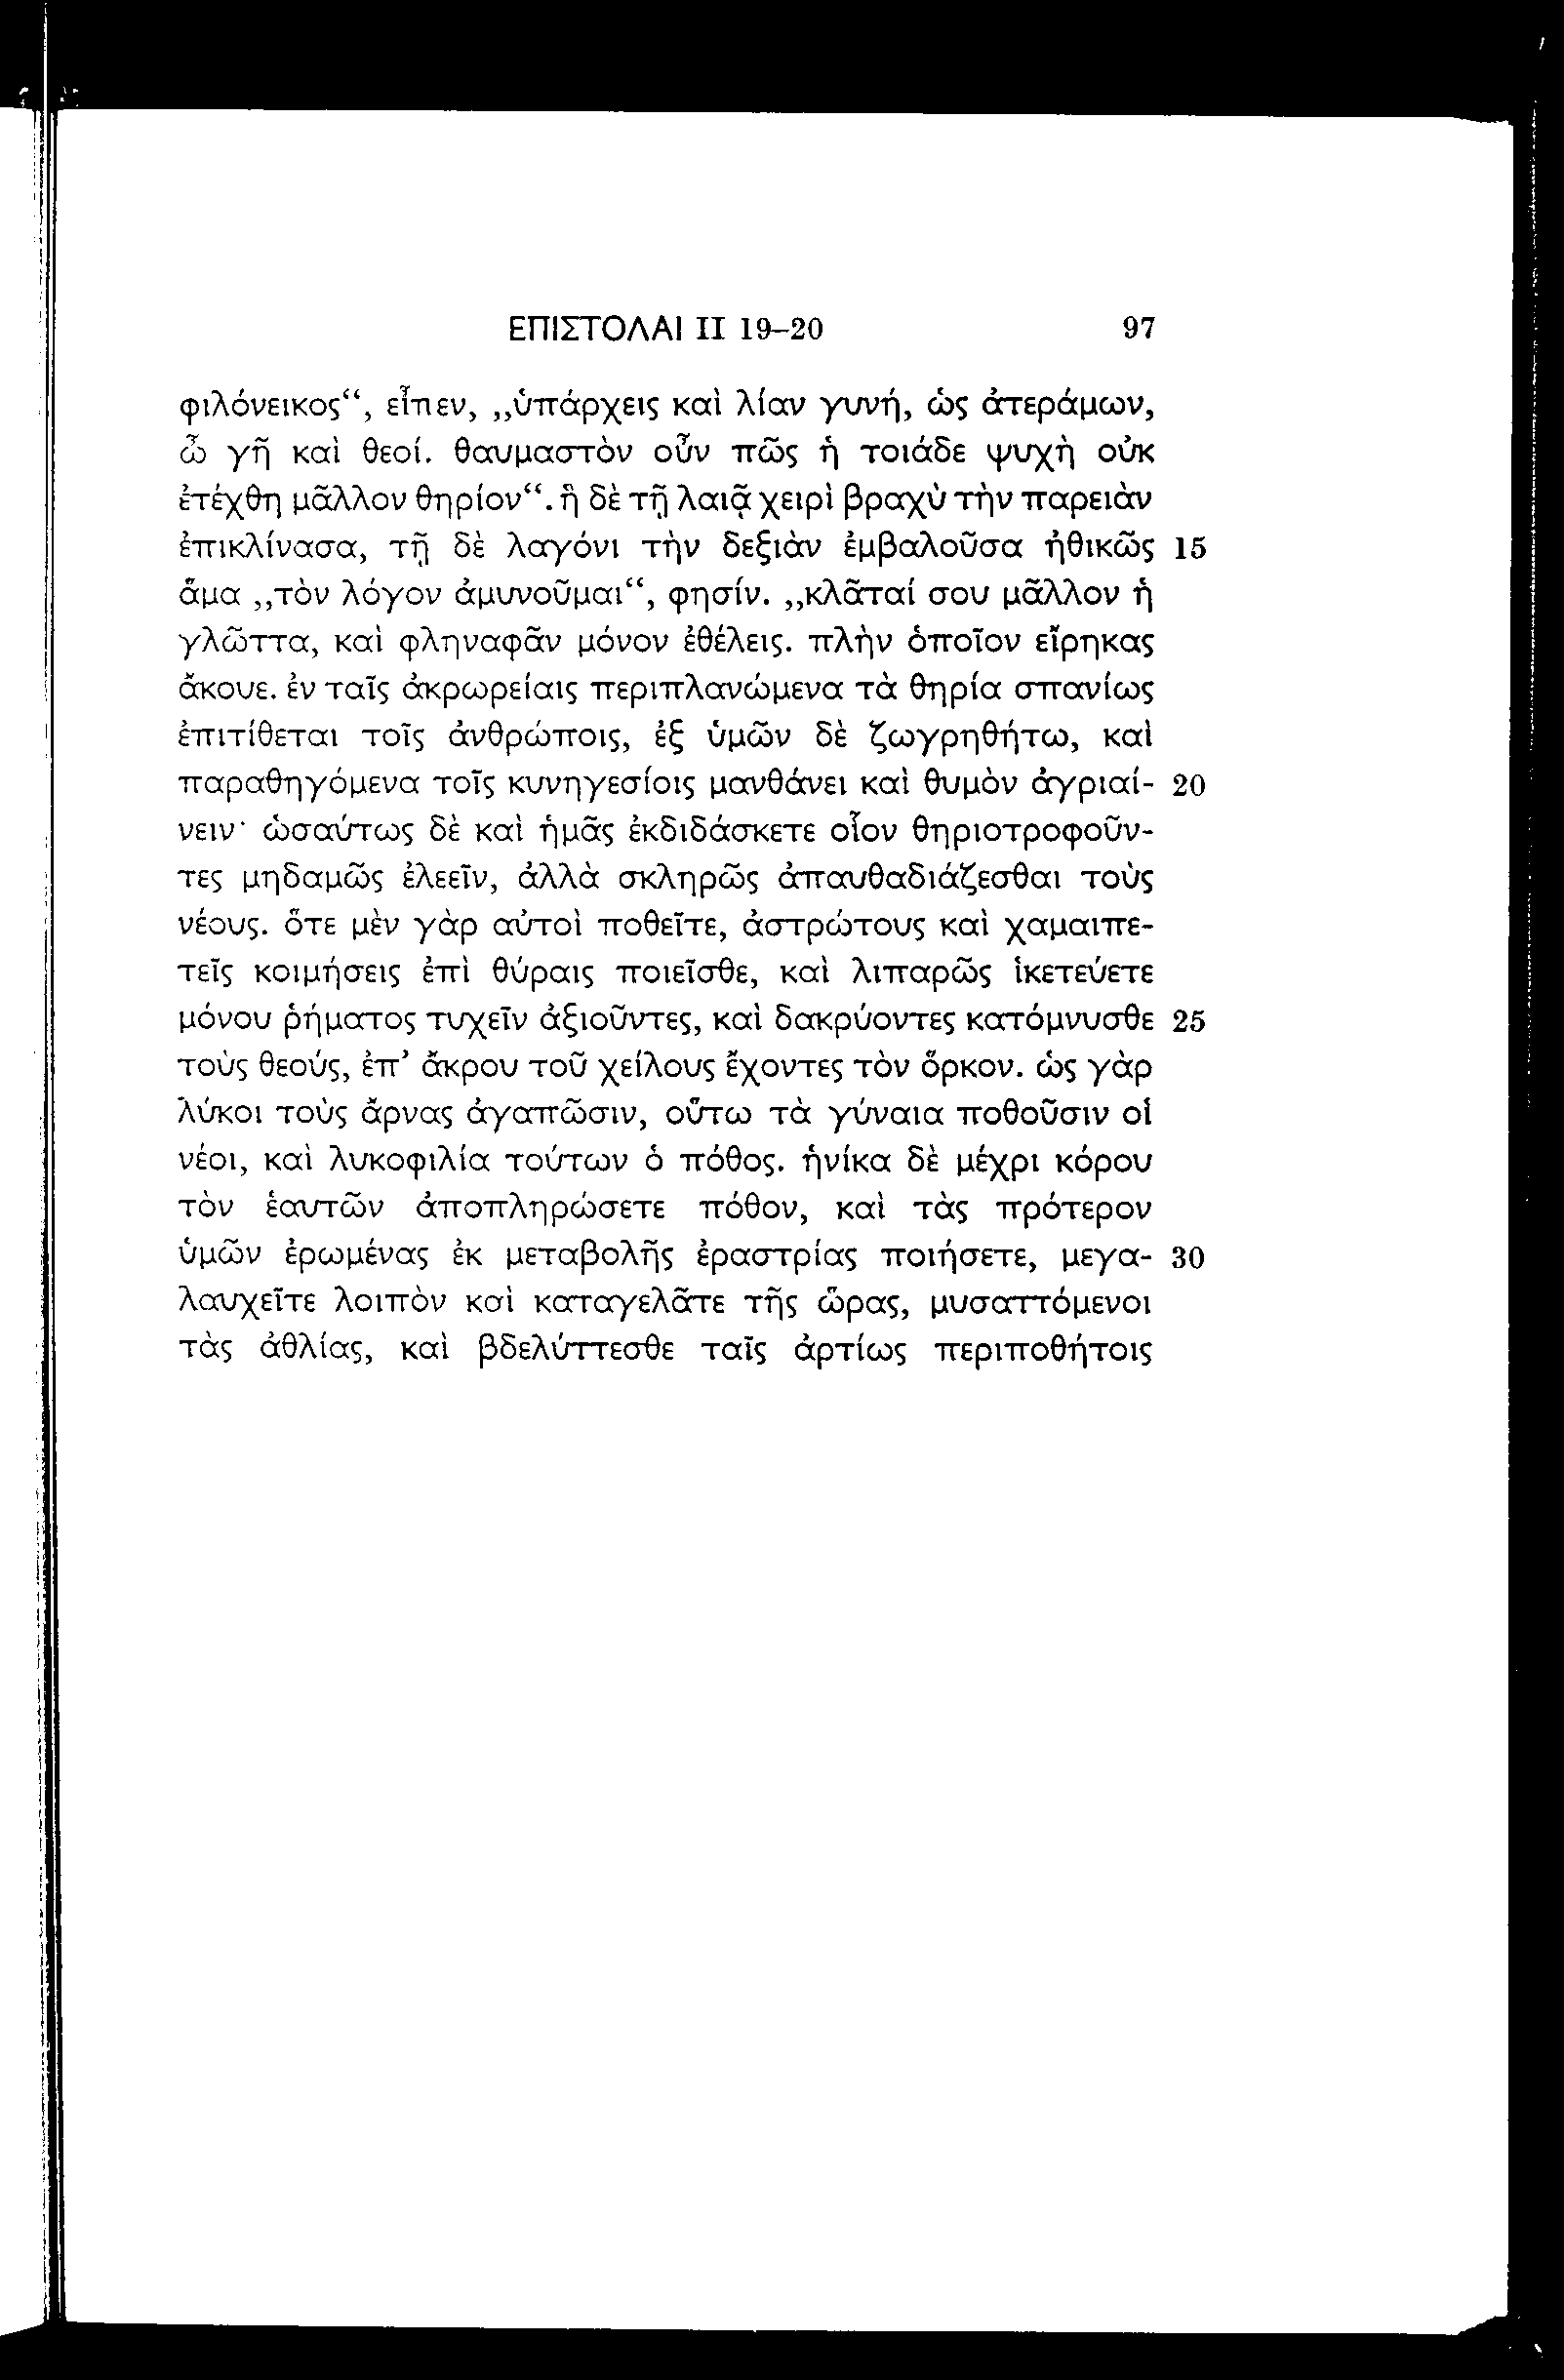 ΕΠΙΣΤΟΛΑΙ II 19–20 97
φιλόνεικος“, εἶπεν, „ὑπάρχεις καὶ λίαν γυνή, ὡς ἀτεράμων,
ὦ γῆ καὶ θεοί. θαυμαστὸν οὖν πῶς ἡ τοιάδε ψυχὴ οὐκ
ἐτέχθη μᾶλλον θηρίον“. ἣ δὲ τῇ λαιᾷ χειρὶ βραχὺ τὴν παρειὰν
ἐπικλίνασα, τῇ δὲ λαγόνι τὴν δεξιὰν ἐμβαλοῦσα ἠθικῶς 15
ἅμα „τὸν λόγον ἀμυνοῦμαι“, φησίν. „κλᾶταί σου μᾶλλον ἡ
γλῶττα, καὶ φληναφᾶν μόνον ἐθέλεις. πλὴν ὁποῖον εἴρηκας
ἄκουε. ἐν ταῖς ἀκρωρείαις περιπλανώμενα τὰ θηρία σπανίως
ἐπιτίθεται τοῖς ἀνθρώποις, ἐξ ὑμῶν δὲ ζωγρηθήτω, καὶ
παραθηγόμενα τοῖς κυνηγεσίοις μανθάνει καὶ θυμὸν ἀγριαί- 20
νειν· ὡσαύτως δὲ καὶ ἡμᾶς ἐκδιδάσκετε οἷον θηριοτροφοῦν-
τες μηδαμῶς ἐλεεῖν, ἀλλὰ σκληρῶς ἀπαυθαδιάζεσθαι τοὺς
νέους. ὅτε μὲν γὰρ αὐτοὶ ποθεῖτε, ἀστρώτους καὶ χαμαιπε-
τεῖς κοιμήσεις ἐπὶ θύραις ποιεῖσθε, καὶ λιπαρῶς ἱκετεύετε
μόνου ῥήματος τυχεῖν ἀξιοῦντες, καὶ δακρύοντες κατόμνυσθε 25
τοὺς θεούς, ἐπ’ ἄκρου τοῦ χείλους ἔχοντες τὸν ὅρκον. ὡς γὰρ
λύκοι τοὺς ἄρνας ἀγαπῶσιν, οὕτω τὰ γύναια ποθοῦσιν οἱ
νέοι, καὶ λυκοφιλία τούτων ὁ πόθος. ἡνίκα δὲ μέχρι κόρου
τὸν ἑαυτῶν ἀποπληρώσετε πόθον, καὶ τὰς πρότερον
ὑμῶν ἐρωμένας ἐκ μεταβολῆς ἐραστρίας ποιήσετε, μεγα- 30
λαυχεῖτε λοιπὸν καὶ καταγελᾶτε τῆς ὥρας, μυσαττόμενοι
τὰς ἀθλίας, καὶ βδελύττεσθε ταῖς ἀρτίως περιποθήτοις